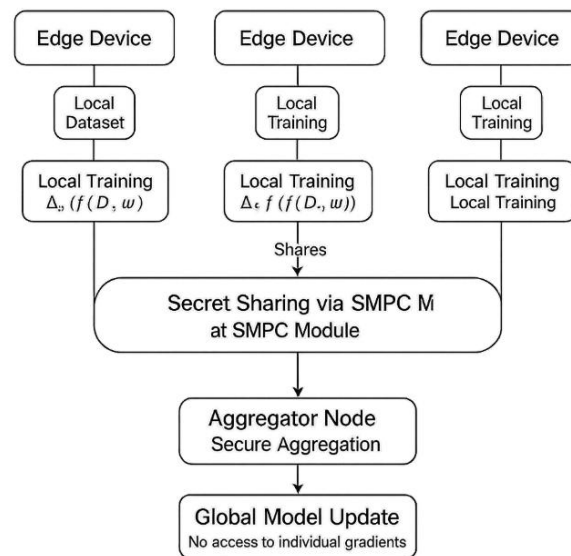 Edge Device
Edge Device
Edge Device
Local
Dataset
Local
Training
Local
Training
Local Training
(f(D, w)
Local Training
f(f(D, w))
Local Training
Local Training
Shares
Secret Sharing via SMPC M
at SMPC Module
Aggregator Node
Secure Aggregation
Global Model Update
No access to individual gradients